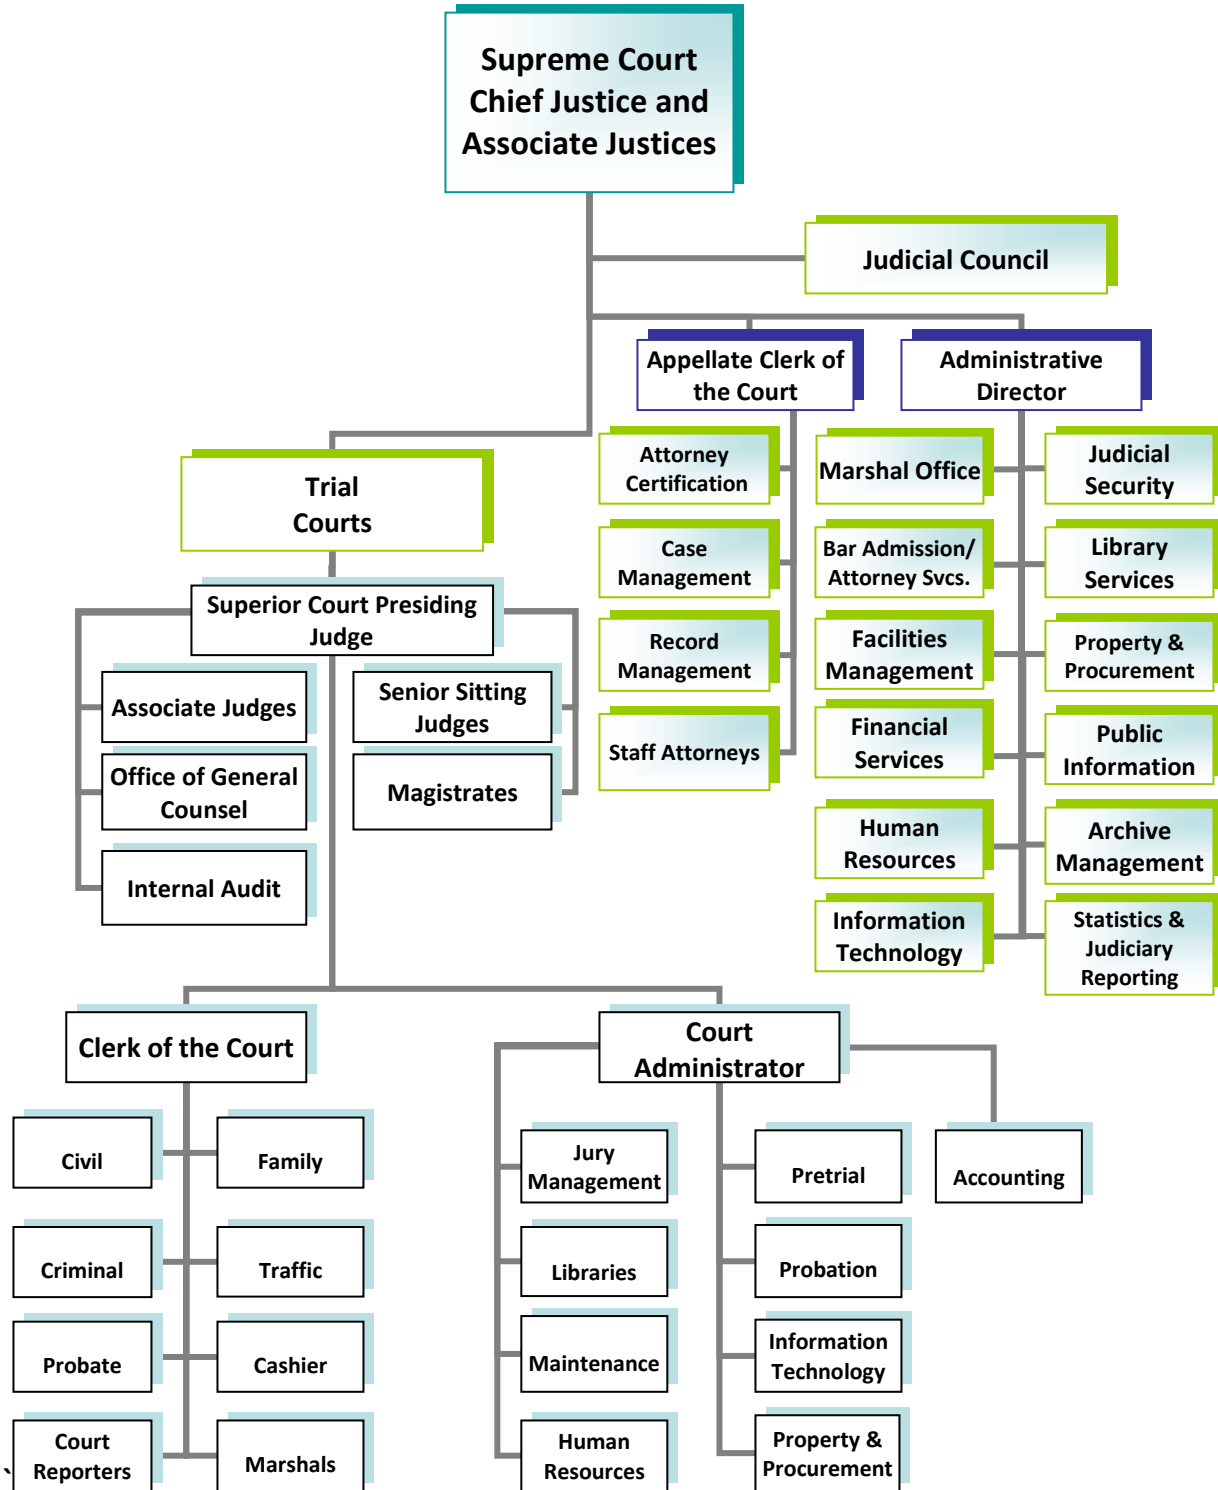 Supreme Court
Chief Justice and
Associate Justices
Judicial Council
Appellate Clerk of
the Court
Administrative
Director
Attorney
Certification
Marshal Office
Judicial
Security
Trial
Courts
Case
Management
Bar Admission/
Attorney Svcs.
Library
Services
Superior Court Presiding
Judge
Record
Management
Facilities
Management
Property &
Procurement
Associate Judges
Senior Sitting
Judges
Staff Attorneys
Financial
Services
Public
Information
Office of General
Counsel
Magistrates
Human
Resources
Archive
Management
Internal Audit
Information
Technology
Statistics &
Judiciary
Reporting
Clerk of the Court
Court
Administrator
Civil
Family
Jury
Management
Pretrial
Accounting
Criminal
Traffic
Libraries
Probation
Probate
Cashier
Maintenance
Information
Technology
Court
Reporters
Marshals
Human
Resources
Property &
Procurement
`